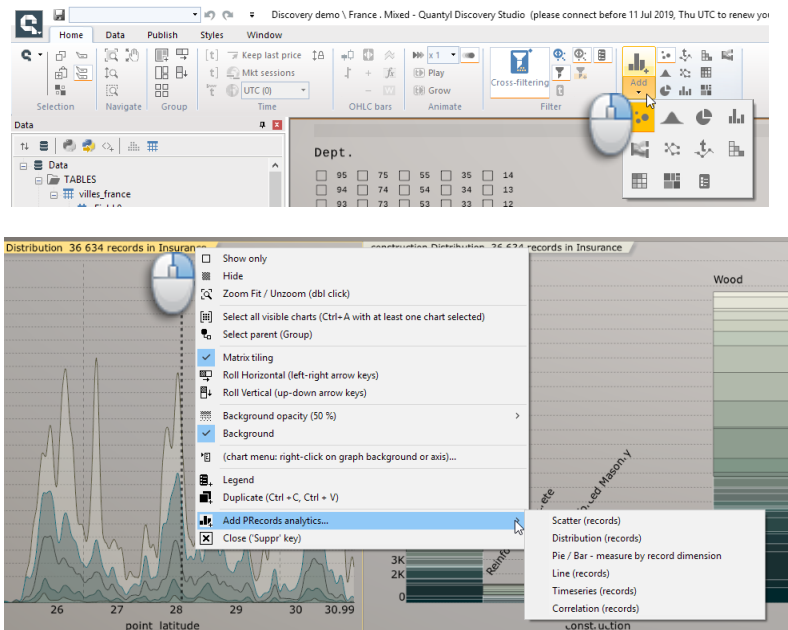 Discovery demo \ France . Mixed - Quantyl Discovery Studio (please connect before 11 Jul 2019, Thu UTC to renew you
Home Data Publish Styles Window
[t] Keep last price
t] Mkt sessions
UTC (0)
x 1
Play
Grow
Cross-filtering
Add
Selection Navigate Group Time OHLC bars Animate Filter
Data
Data
TABLES
villes_france
Field 0
Dept.
95 75 55 35 14
94 74 54 34 13
93 73 53 33 12
Distribution 36 634 records in Insurance
construction Distribution 36 634 records in Insurance
Show only
Hide
Zoom Fit / Unzoom (dbl click)
Select all visible charts (Ctrl+A with at least one chart selected)
Select parent (Group)
Matrix tiling
Roll Horizontal (left-right arrow keys)
Roll Vertical (up-down arrow keys)
Background opacity (50 %)
Background
(chart menu: right-click on graph background or axis)...
Legend
Duplicate (Ctrl +C, Ctrl + V)
Add PRecords analytics...
Close ('Suppr' key)
Scatter (records)
Distribution (records)
Pie / Bar - measure by record dimension
Line (records)
Timeseries (records)
Correlation (records)
Wood
3K
2K
0
26 27 28 29 30 30.99
point_latitude